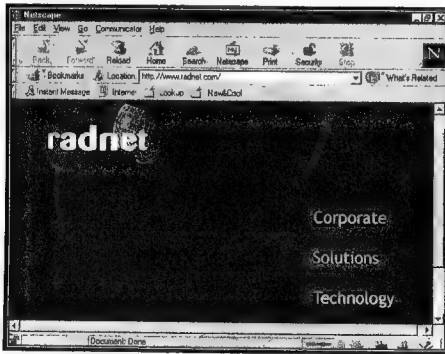 Netscape
File Edit View Go Communicator Help
Back Forward Reload Home Search Netscape Print Security Stop
Bookmarks Location: http://www.radnet.com/ What's Related
Instant Message Internet Lookup New&Cool
radnet
Corporate
Solutions
Technology
Document: Done